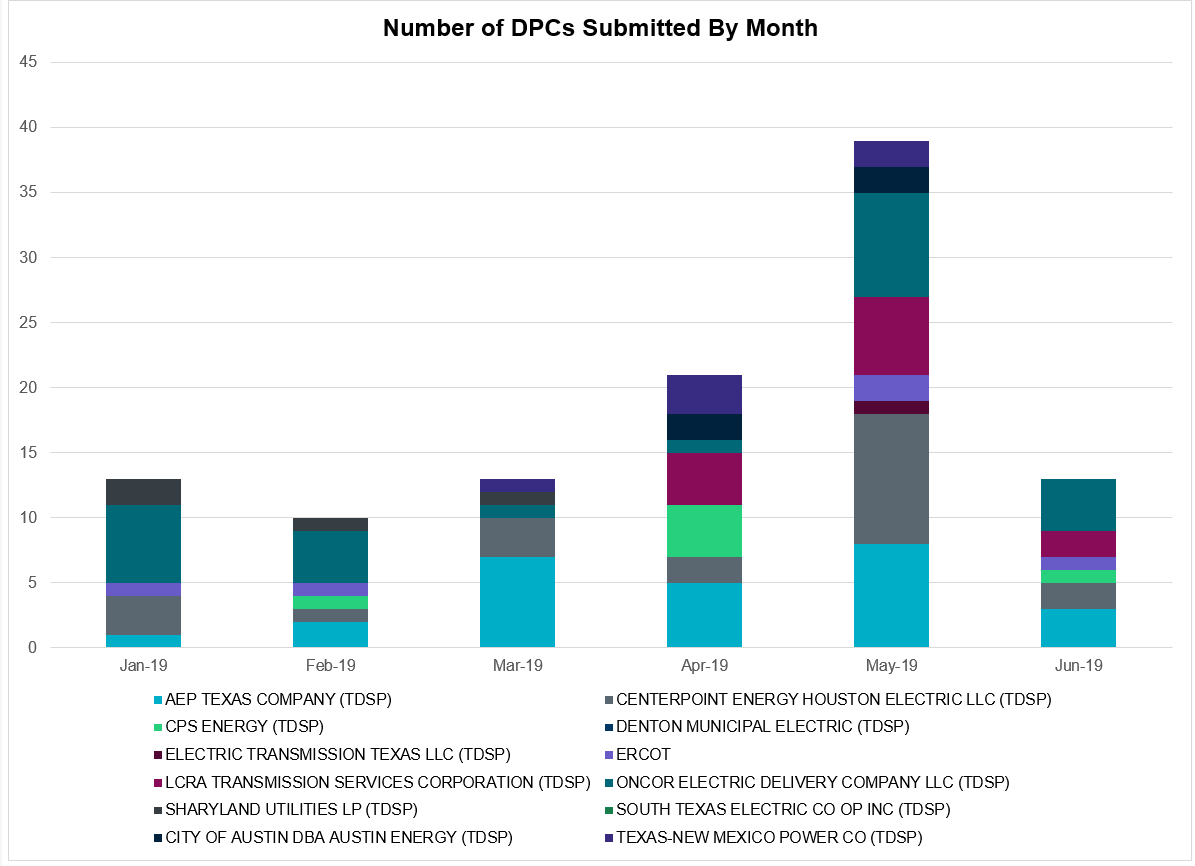 Number of DPCs Submitted By Month
45
40
35
30
25
20
15
10
5
0
Jan-19 Feb-19 Mar-19 Apr-19 May-19 Jun-19
AEP TEXAS COMPANY (TDSP) CENTERPOINT ENERGY HOUSTON ELECTRIC LLC (TDSP)
CPS ENERGY (TDSP) DENTON MUNICIPAL ELECTRIC (TDSP)
ELECTRIC TRANSMISSION TEXAS LLC (TDSP) ERCOT
LCRA TRANSMISSION SERVICES CORPORATION (TDSP) ONCOR ELECTRIC DELIVERY COMPANY LLC (TDSP)
SHARYLAND UTILITIES LP (TDSP) SOUTH TEXAS ELECTRIC CO OP INC (TDSP)
CITY OF AUSTIN DBA AUSTIN ENERGY (TDSP) TEXAS-NEW MEXICO POWER CO (TDSP)